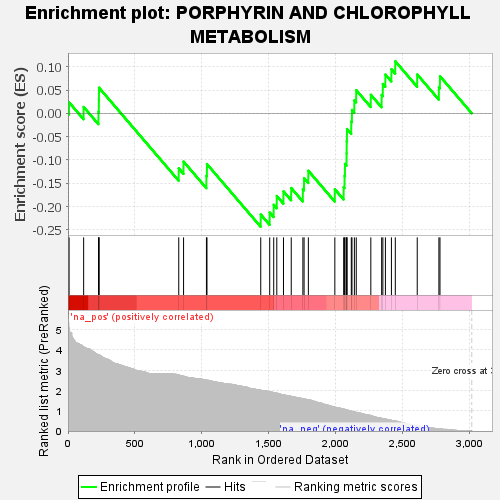 Enrichment plot: PORPHYRIN AND CHLOROPHYLL
METABOLISM
Enrichment score (ES)
0.10
0.05
0.00
-0.05
-0.10
-0.15
-0.20
-0.25
'na_pos' (positively correlated)
Ranked list metric (PreRanked)
5
4
3
2
1
0
Zero cross at 3
'na_neg' (negatively correlated)
0
500
1,000
1,500
2,000
2,500
3,000
Rank in Ordered Dataset
Enrichment profile
Hits
Ranking metric scores